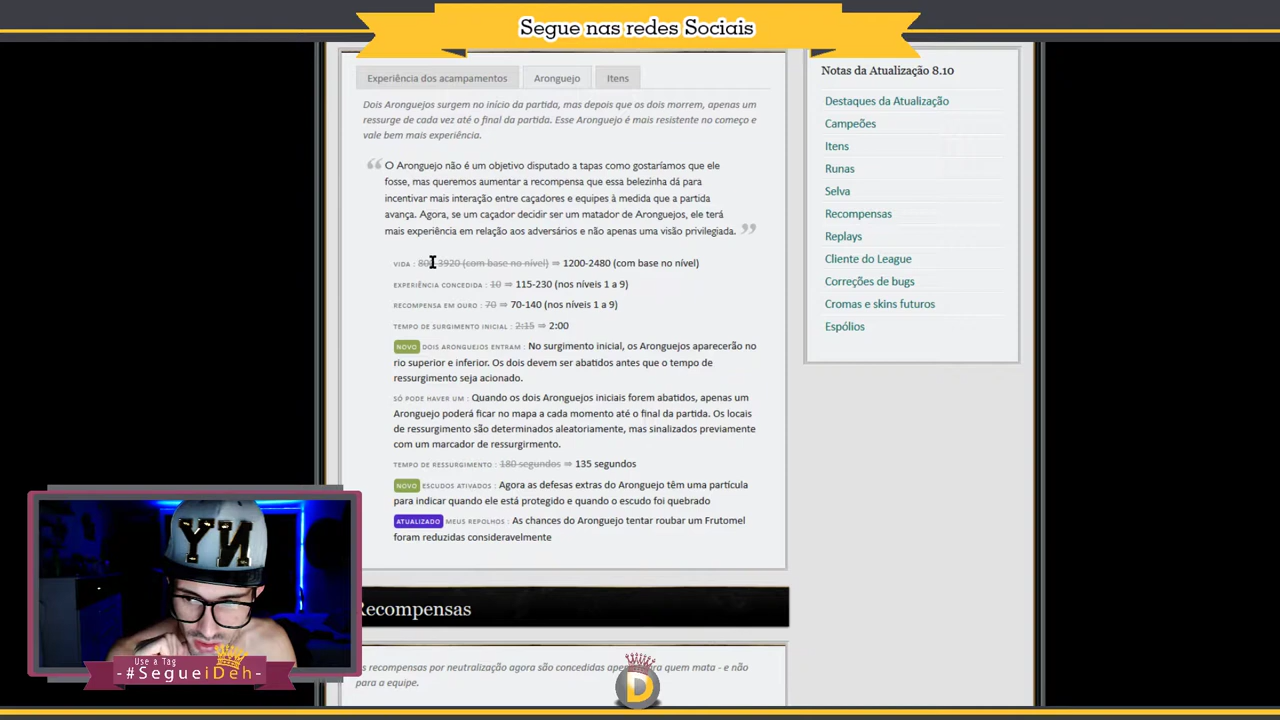 Segue nas redes Sociais
Experiência dos acampamentos
Aronguejo
Itens
Dois Aronguejos surgem no início da partida, mas depois que os dois morrem, apenas um
ressurge de cada vez até o final da partida. Esse Aronguejo é mais resistente no começo e
vale bem mais experiência.
“ O Aronguejo não é um objetivo disputado a tapas como gostaríamos que ele
fosse, mas queremos aumentar a recompensa que essa belezinha dá para
incentivar mais interação entre caçadores e equipes à medida que a partida
avança. Agora, se um caçador decidir ser um matador de Aronguejos, ele terá
mais experiência em relação aos adversários e não apenas uma visão privilegiada. ”
VIDA : 3920 (com base no nível) ⇒ 1200-2480 (com base no nível)
EXPERIÊNCIA CONCEDIDA : 10 ⇒ 115-230 (nos níveis 1 a 9)
RECOMPENSA EM OURO : 70 ⇒ 70-140 (nos níveis 1 a 9)
TEMPO DE SURGIMENTO INICIAL : 2:15 ⇒ 2:00
NOVO DOIS ARONGUEJOS ENTRAM : No surgimento inicial, os Aronguejos aparecerão no
rio superior e inferior. Os dois devem ser abatidos antes que o tempo de
ressurgimento seja acionado.
SÓ PODE HAVER UM : Quando os dois Aronguejos iniciais forem abatidos, apenas um
Aronguejo poderá ficar no mapa a cada momento até o final da partida. Os locais
de ressurgimento são determinados aleatoriamente, mas sinalizados previamente
com um marcador de ressurgirmento.
TEMPO DE RESSURGIMENTO : 180 segundos ⇒ 135 segundos
NOVO ESCUDOS ATIVADOS : Agora as defesas extras do Aronguejo têm uma partícula
para indicar quando ele está protegido e quando o escudo foi quebrado
ATUALIZADO MEUS REPOLHOS : As chances do Aronguejo tentar roubar um Frutomel
foram reduzidas consideravelmente
Recompensas
recompensas por neutralização agora são concedidas quem mata - e não
para a equipe.
Notas da Atualização 8.10
Destaques da Atualização
Campeões
Itens
Runas
Selva
Recompensas
Replays
Cliente do League
Correções de bugs
Cromas e skins futuros
Espólios
NY
Use a Tag
-#SegueiDeh-
D